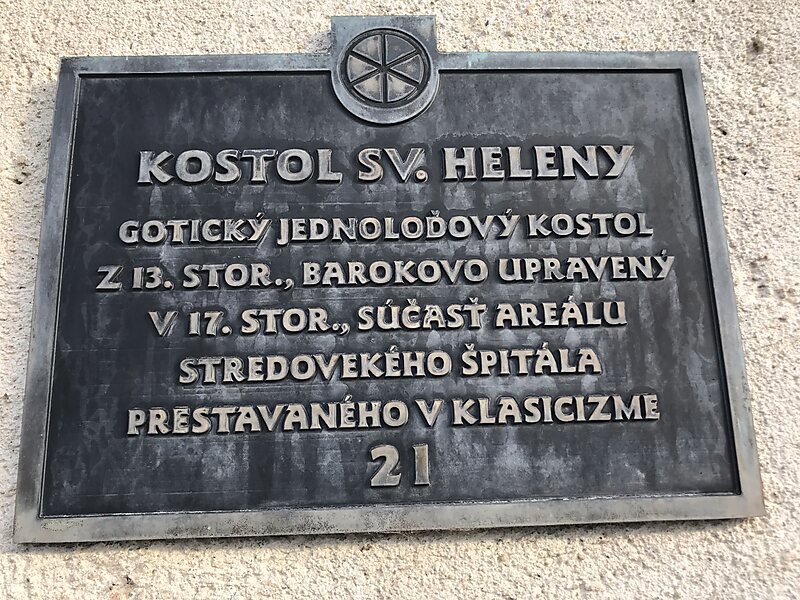 KOSTOL SV. HELENY
GOTICKÝ JEDNOLOĎOVÝ KOSTOL
Z 13. STOR., BAROKOVO UPRAVENÝ
V 17. STOR., SÚČASŤ AREÁLU
STREDOVEKÉHO ŠPITÁLA
PRESTAVANÉHO V KLASICIZME
21